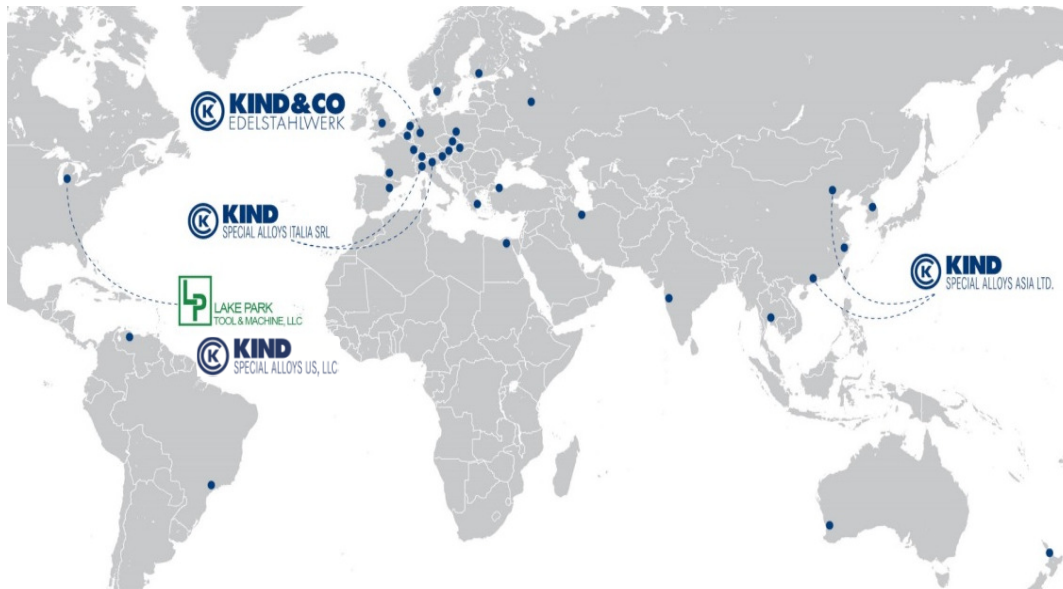 KIND&CO
EDELSTAHLWERK
KIND
SPECIAL ALLOYS ITALIA SRL
LP
LAKE PARK
TOOL & MACHINE, LLC
KIND
SPECIAL ALLOYS US, LLC
KIND
SPECIAL ALLOYS ASIA LTD.